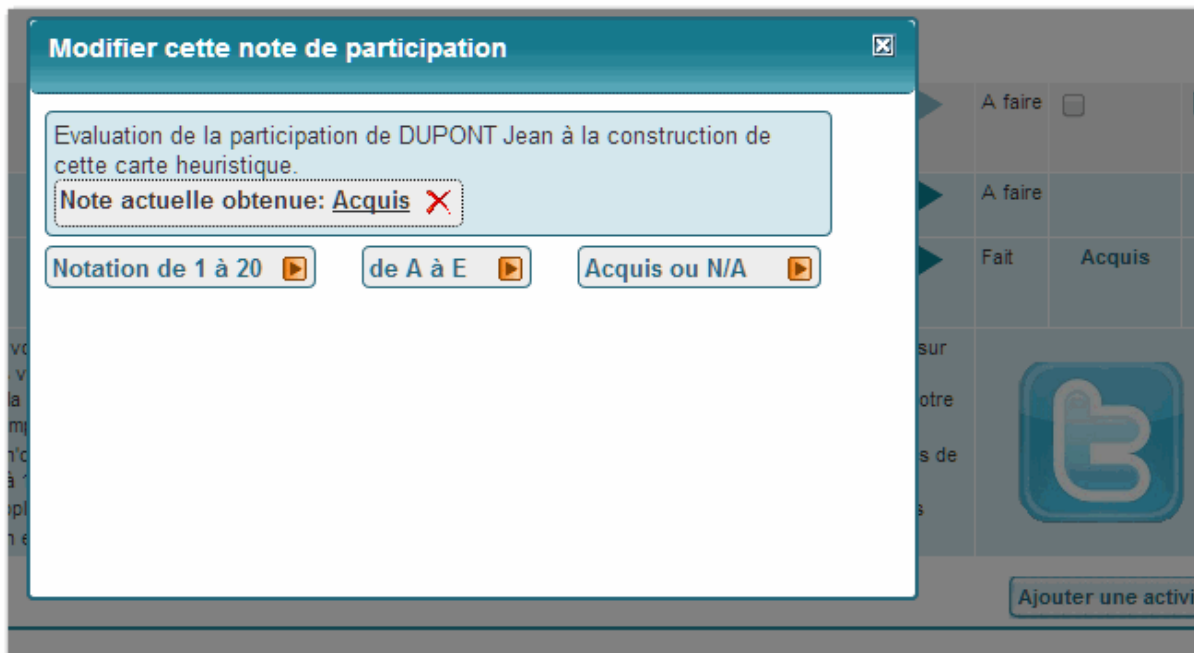 Modifier cette note de participation
Evaluation de la participation de DUPONT Jean à la construction de
cette carte heuristique.
Note actuelle obtenue: Acquis
Notation de 1 à 20
de A à E
Acquis ou N/A
A faire
A faire
Fait
Acquis
sur
otre
s de
Ajouter une activi